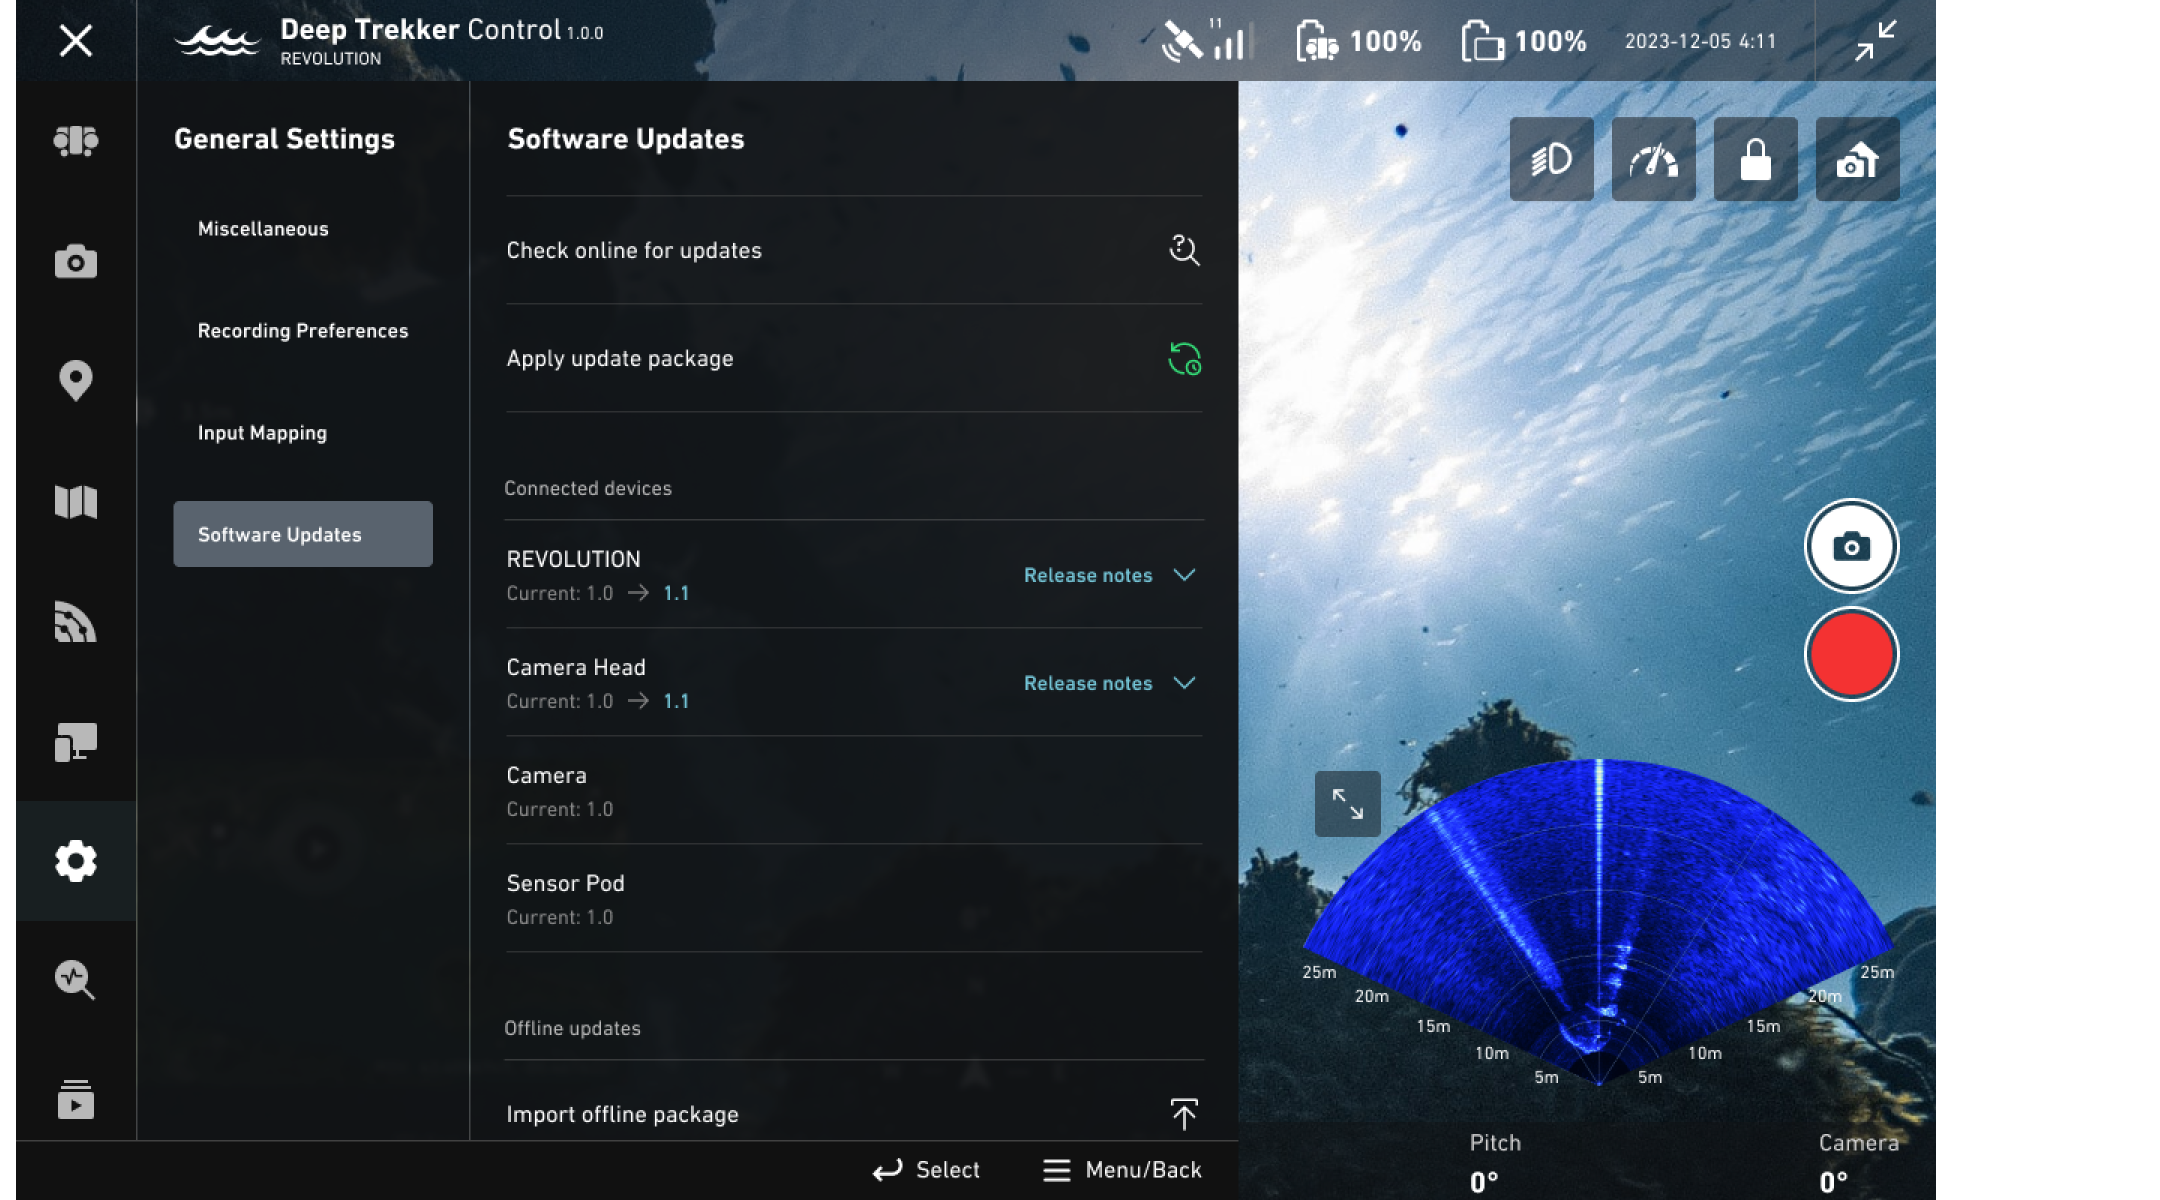 Deep Trekker Control 1.0.0
REVOLUTION
11
100%
100%
2023-12-05 4:11
General Settings
Miscellaneous
Recording Preferences
Input Mapping
Software Updates
Software Updates
Check online for updates
Apply update package
Connected devices
REVOLUTION
Current: 1.0 → 1.1
Release notes
Camera Head
Current: 1.0 → 1.1
Release notes
Camera
Current: 1.0
Sensor Pod
Current: 1.0
Offline updates
Import offline package
Select
Menu/Back
25m
25m
20m
20m
15m
15m
10m
10m
5m
5m
Pitch
0°
Camera
0°